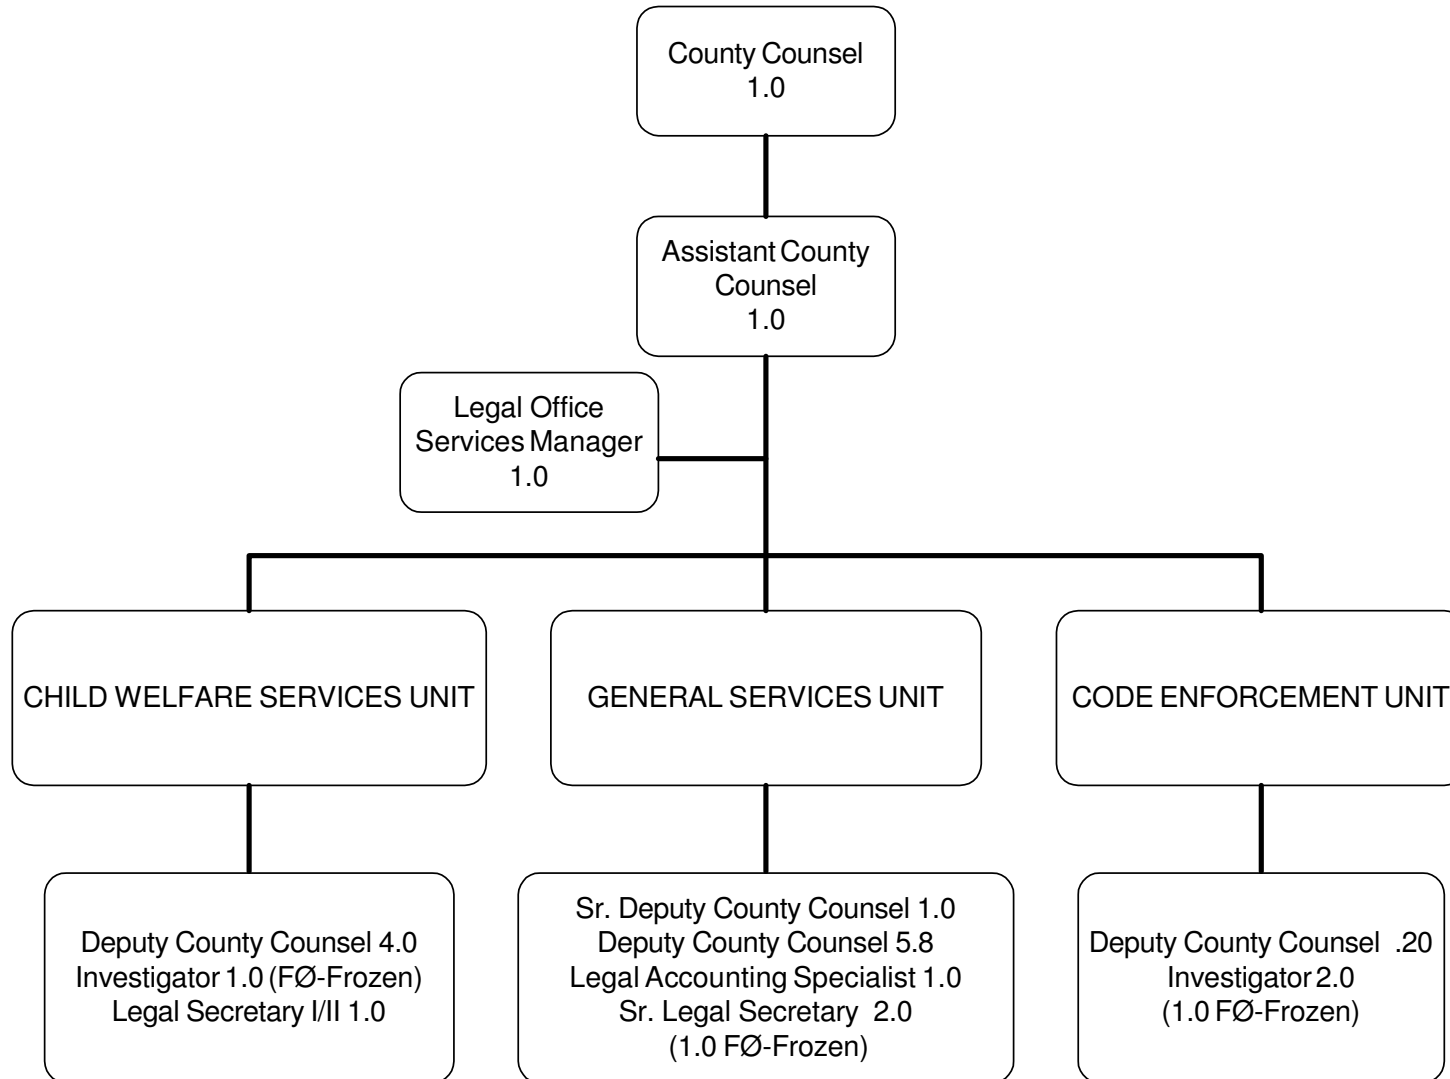 County Counsel
1.0
Assistant County
Counsel
1.0
Legal Office
Services Manager
1.0
CHILD WELFARE SERVICES UNIT
GENERAL SERVICES UNIT
CODE ENFORCEMENT UNIT
Deputy County Counsel 4.0
Investigator 1.0 (FØ-Frozen)
Legal Secretary I/II 1.0
Sr. Deputy County Counsel 1.0
Deputy County Counsel 5.8
Legal Accounting Specialist 1.0
Sr. Legal Secretary 2.0
(1.0 FØ-Frozen)
Deputy County Counsel .20
Investigator 2.0
(1.0 FØ-Frozen)